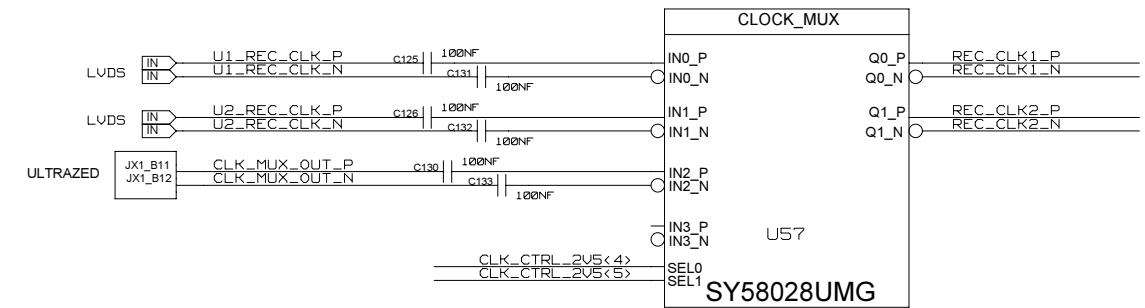 CLOCK_MUX
LVDS
IN
IN
U1_REC_CLK_P
U1_REC_CLK_N
C125
100NF
C131
100NF
IN0_P
IN0_N
Q0_P
Q0_N
REC_CLK1_P
REC_CLK1_N
LVDS
IN
IN
U2_REC_CLK_P
U2_REC_CLK_N
C126
100NF
C132
100NF
IN1_P
IN1_N
Q1_P
Q1_N
REC_CLK2_P
REC_CLK2_N
ULTRAZED
JX1_B11
JX1_B12
CLK_MUX_OUT_P
CLK_MUX_OUT_N
C130
100NF
C133
100NF
IN2_P
IN2_N
IN3_P
IN3_N
U57
CLK_CTRL_2V5<4>
CLK_CTRL_2V5<5>
SEL0
SEL1
SY58028UMG